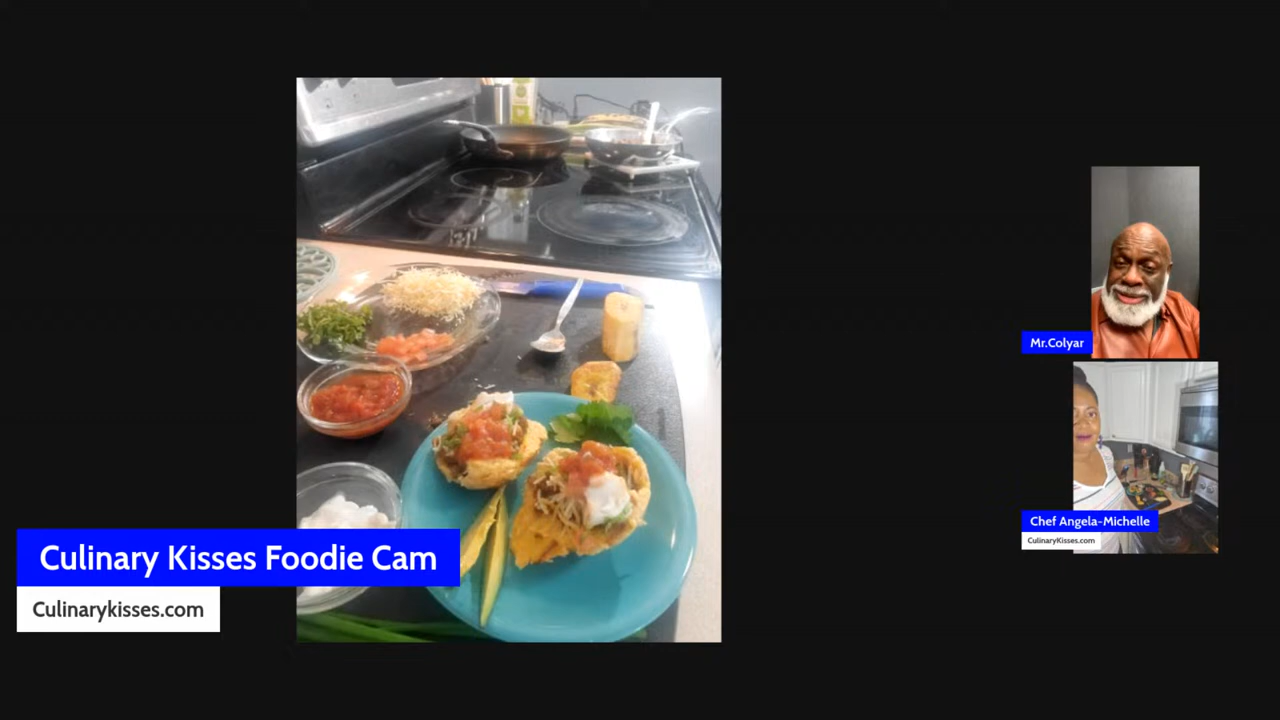 Mr.Colyar
Chef Angela-Michelle
CulinaryKisses.com
Culinary Kisses Foodie Cam
Culinarykisses.com